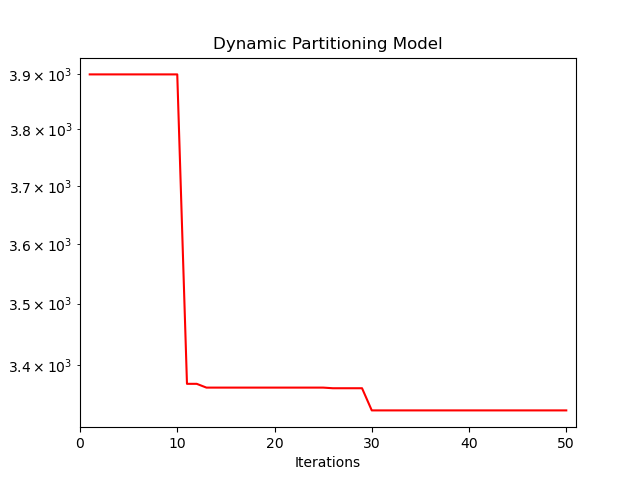 Dynamic Partitioning Model
3.9 × 10³
3.8 × 10³
3.7 × 10³
3.6 × 10³
3.5 × 10³
3.4 × 10³
0 10 20 30 40 50
Iterations